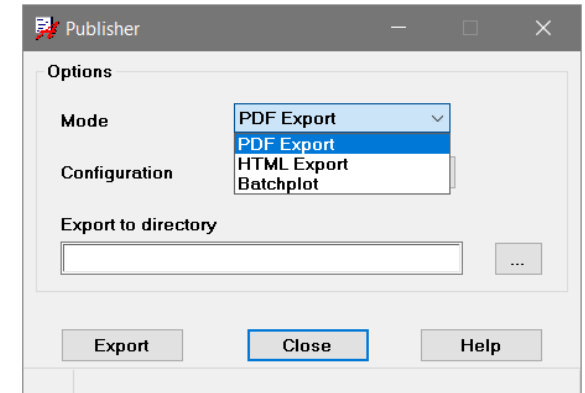 Publisher
Options
Mode
PDF Export
PDF Export
HTML Export
Batchplot
Configuration
Export to directory
...
Export
Close
Help